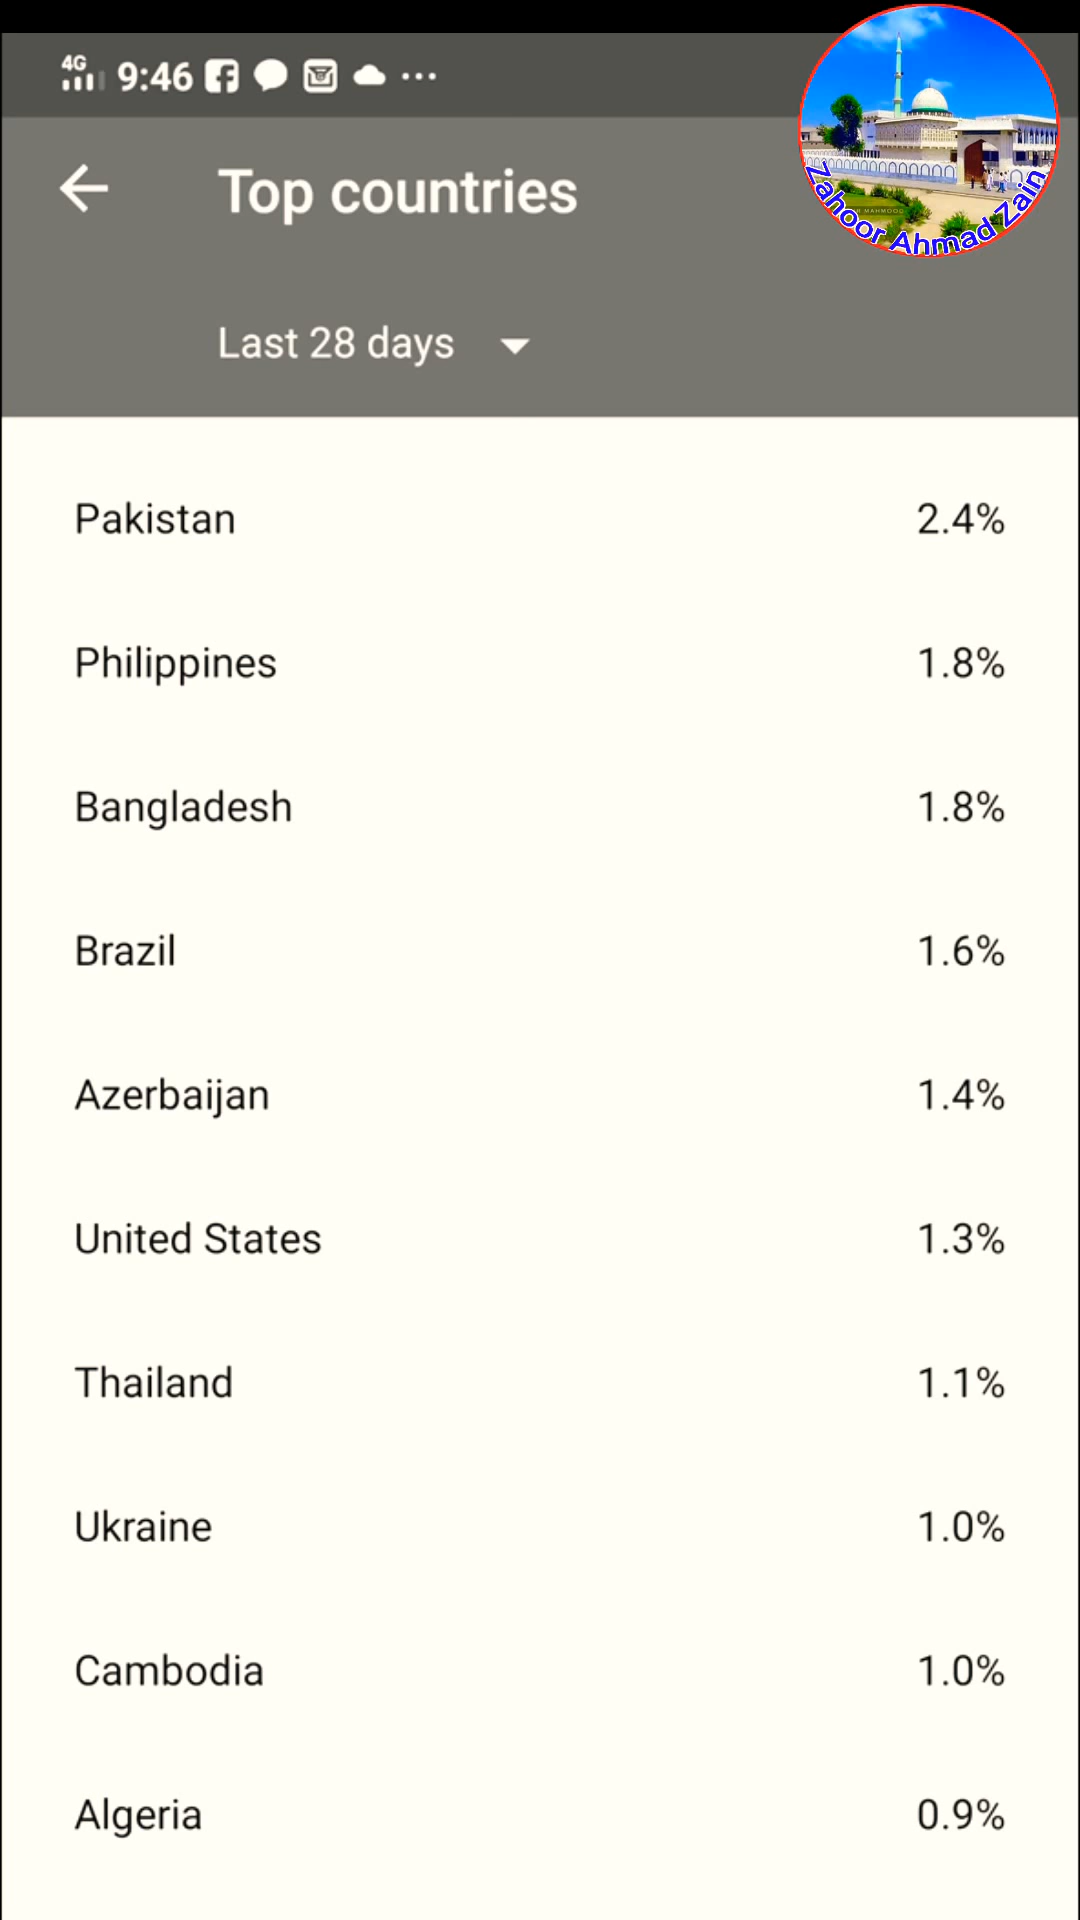 4G 9:46
Top countries
Last 28 days
Zahoor Ahmad Zain
Pakistan 2.4%
Philippines 1.8%
Bangladesh 1.8%
Brazil 1.6%
Azerbaijan 1.4%
United States 1.3%
Thailand 1.1%
Ukraine 1.0%
Cambodia 1.0%
Algeria 0.9%